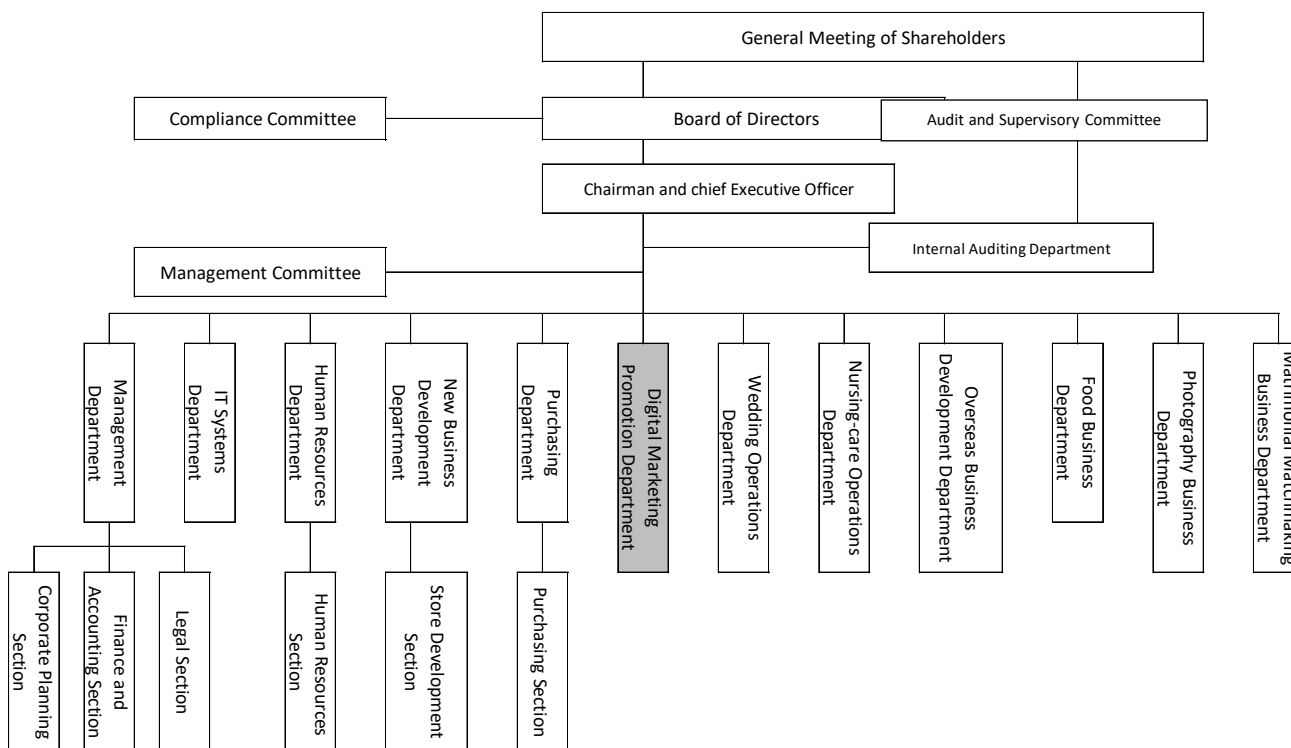 General Meeting of Shareholders
Compliance Committee
Board of Directors
Audit and Supervisory Committee
Chairman and chief Executive Officer
Internal Auditing Department
Management Committee
Management
Department
IT Systems
Department
Human Resources
Department
New Business
Development
Department
Purchasing
Department
Digital Marketing
Promotion Department
Wedding Operations
Department
Nursing-care Operations
Department
Overseas Business
Development Department
Food Business
Department
Photography Business
Department
Matrimonial Matchmaking
Business Department
Corporate Planning
Section
Finance and
Accounting Section
Legal Section
Human Resources
Section
Store Development
Section
Purchasing Section